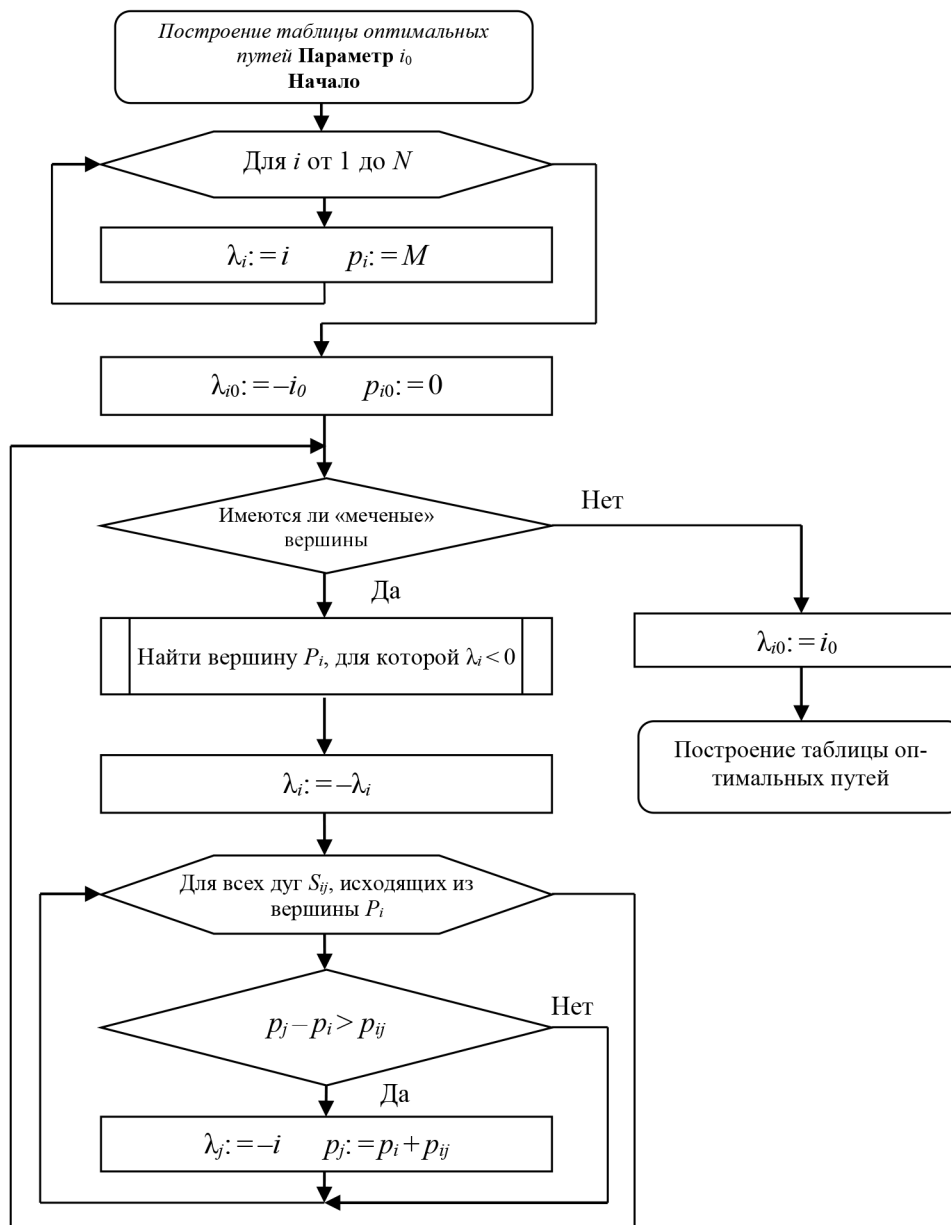 Построение таблицы оптимальных
путей Параметр i₀
Начало
Для i от 1 до N
λᵢ:=i pᵢ:=M
λᵢ₀:=–i₀ pᵢ₀:=0
Имеются ли «меченые»
вершины
Нет
Да
Найти вершину Pᵢ, для которой λᵢ<0
λᵢ₀:=i₀
λᵢ:=–λᵢ
Построение таблицы оп-
тимальных путей
Для всех дуг Sᵢⱼ, исходящих из
вершины Pᵢ
pⱼ–pᵢ>pᵢⱼ
Нет
Да
λⱼ:=–i pⱼ:=pᵢ+pᵢⱼ